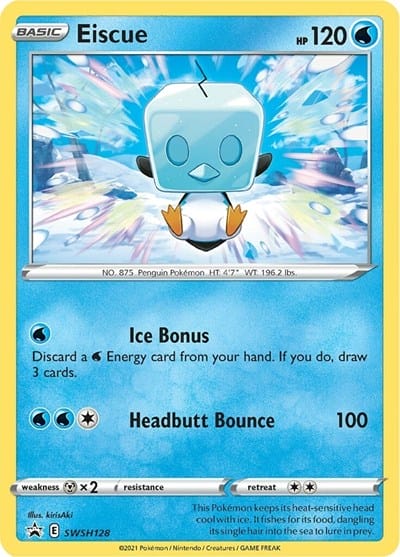 BASIC Eiscue HP 120
NO. 875 Penguin Pokémon HT: 4'7" WT: 196.2 lbs.
Ice Bonus
Discard a Energy card from your hand. If you do, draw
3 cards.
Headbutt Bounce 100
weakness ×2 resistance retreat
Illus. kirisAki
E SWSH128
This Pokémon keeps its heat-sensitive head
cool with ice. It fishes for its food, dangling
its single hair into the sea to lure in prey.
©2021 Pokémon / Nintendo / Creatures / GAME FREAK